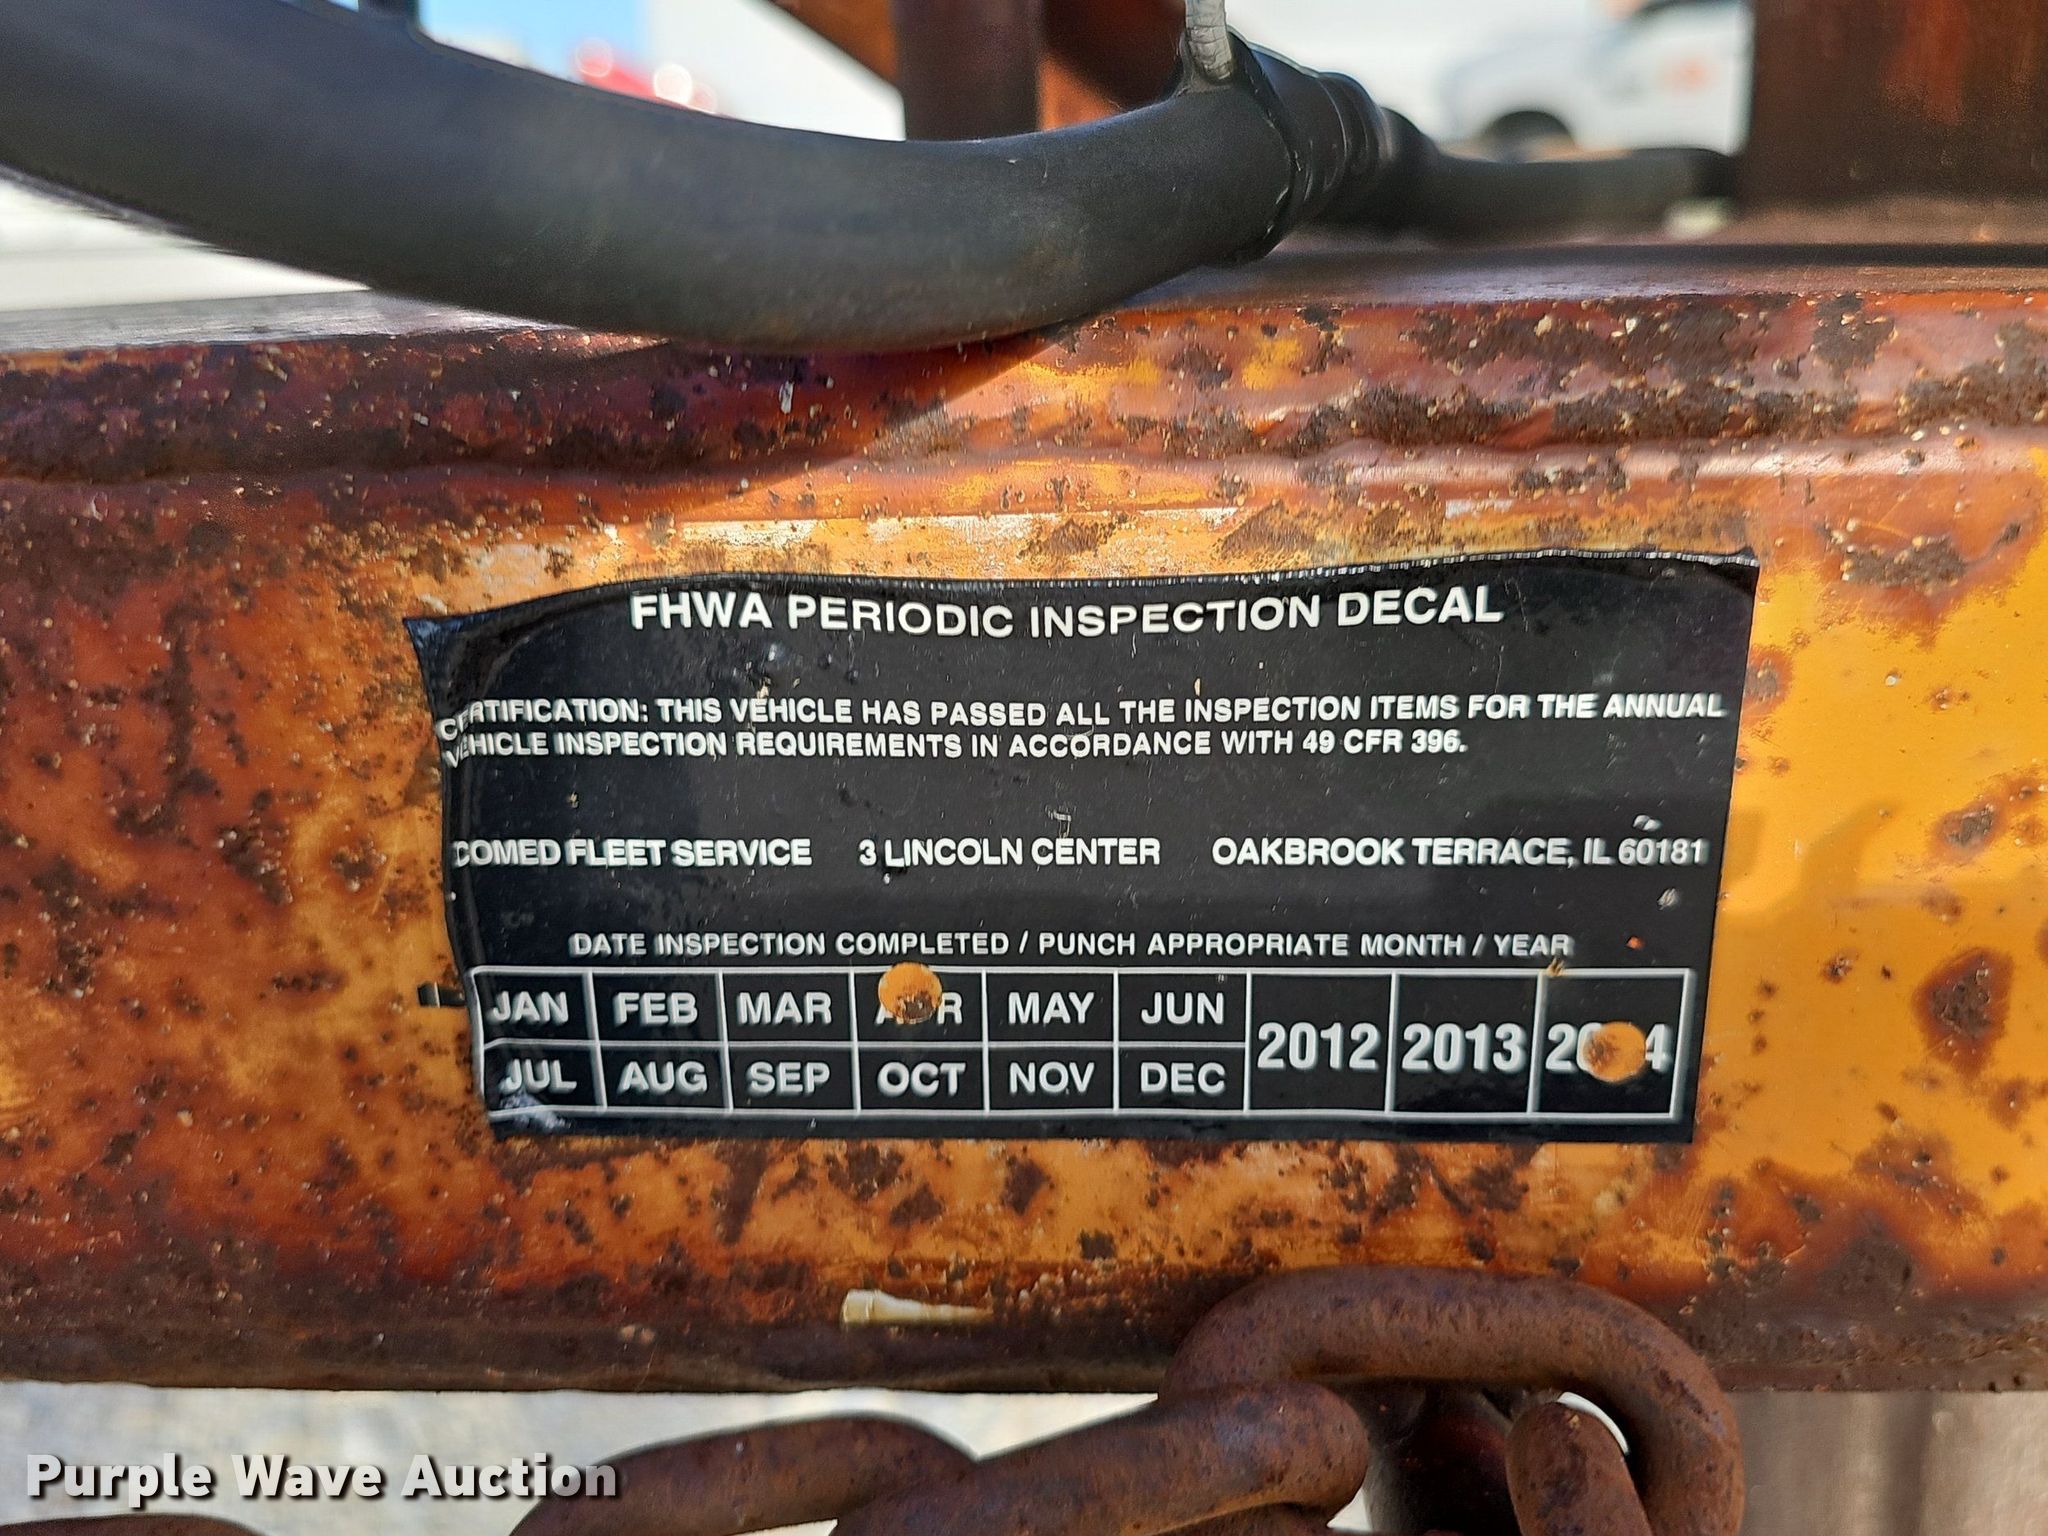 FHWA PERIODIC INSPECTION DECAL
CERTIFICATION: THIS VEHICLE HAS PASSED ALL THE INSPECTION ITEMS FOR THE ANNUAL
VEHICLE INSPECTION REQUIREMENTS IN ACCORDANCE WITH 49 CFR 396.
COMED FLEET SERVICE 3 LINCOLN CENTER OAKBROOK TERRACE, IL 60181
DATE INSPECTION COMPLETED / PUNCH APPROPRIATE MONTH / YEAR
JAN FEB MAR APR MAY JUN
2012 2013 2014
JUL AUG SEP OCT NOV DEC
Purple Wave Auction